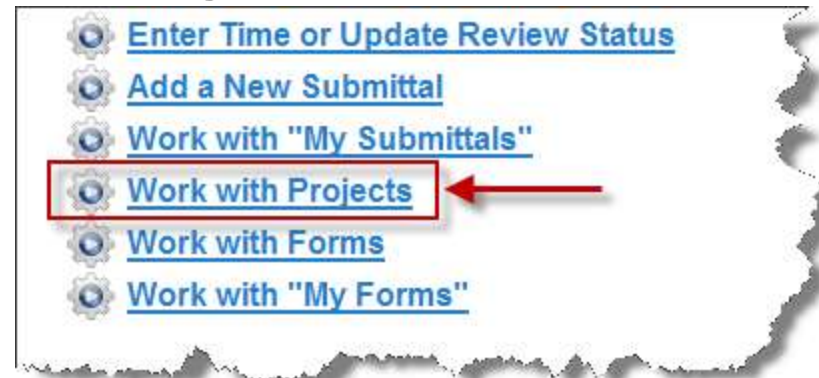 Enter Time or Update Review Status
Add a New Submittal
Work with "My Submittals"
Work with Projects
Work with Forms
Work with "My Forms"